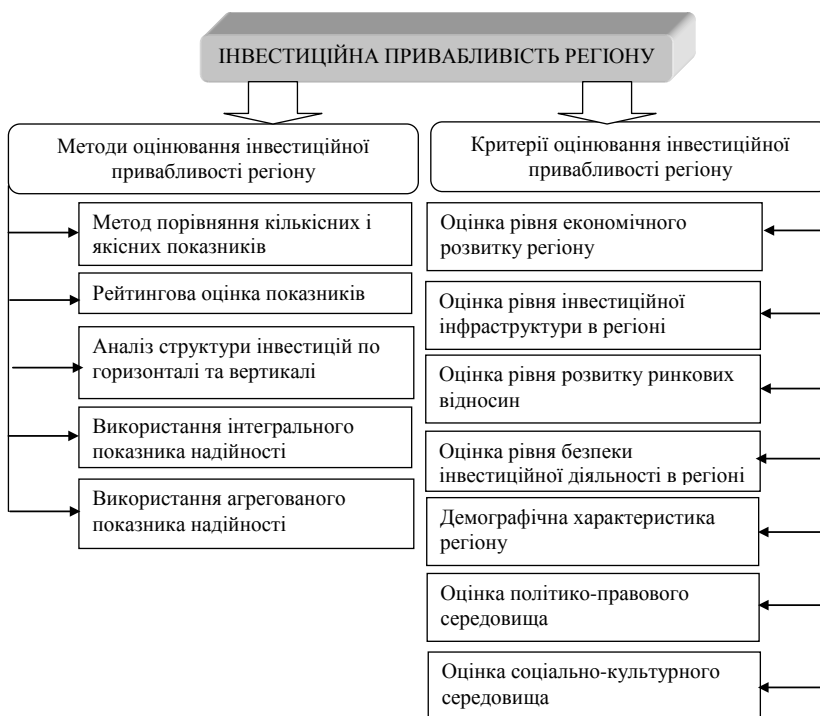 ІНВЕСТИЦІЙНА ПРИВАБЛИВІСТЬ РЕГІОНУ
Методи оцінювання інвестиційної
привабливості регіону
Метод порівняння кількісних і
якісних показників
Рейтингова оцінка показників
Аналіз структури інвестицій по
горизонталі та вертикалі
Використання інтегрального
показника надійності
Використання агрегованого
показника надійності
Критерії оцінювання інвестиційної
привабливості регіону
Оцінка рівня економічного
розвитку регіону
Оцінка рівня інвестиційної
інфраструктури в регіоні
Оцінка рівня розвитку ринкових
відносин
Оцінка рівня безпеки
інвестиційної діяльності в регіоні
Демографічна характеристика
регіону
Оцінка політико-правового
середовища
Оцінка соціально-культурного
середовища